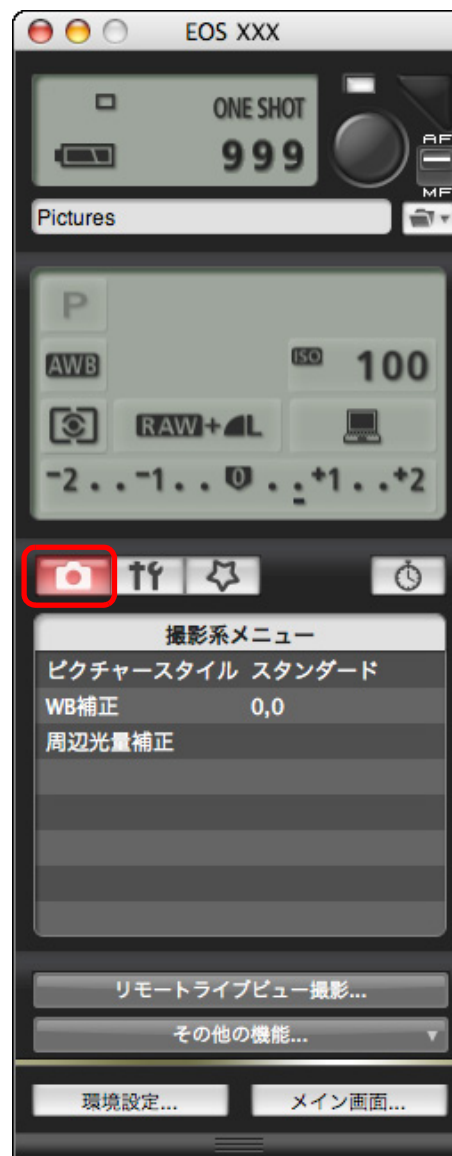 EOS XXX
ONE SHOT
999
AF
MF
Pictures
P
AWB
ISO 100
RAW+L
-2..-1..0..+1..+2
撮影系メニュー
ピクチャースタイル スタンダード
WB補正 0,0
周辺光量補正
リモートライブビュー撮影...
その他の機能...
環境設定... メイン画面...